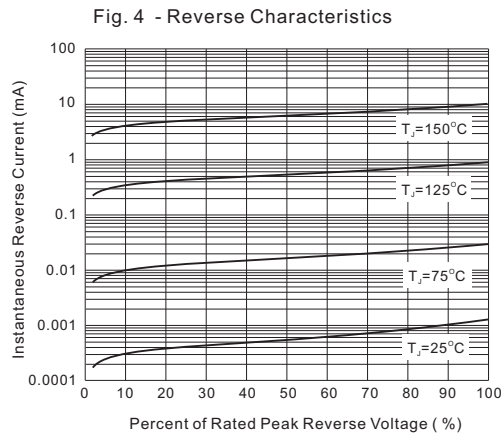 Fig. 4 - Reverse Characteristics
Instantaneous Reverse Current (mA)
100
10
1
0.1
0.01
0.001
0.0001
TJ=150°C
TJ=125°C
TJ=75°C
TJ=25°C
0 10 20 30 40 50 60 70 80 90 100
Percent of Rated Peak Reverse Voltage ( %)